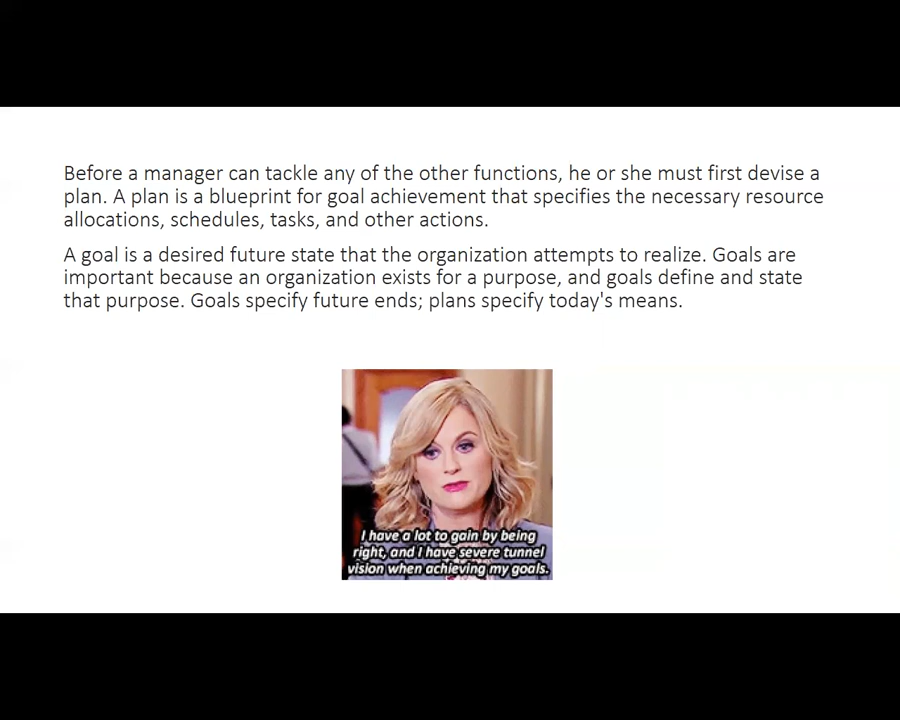 Before a manager can tackle any of the other functions, he or she must first devise a
plan. A plan is a blueprint for goal achievement that specifies the necessary resource
allocations, schedules, tasks, and other actions.
A goal is a desired future state that the organization attempts to realize. Goals are
important because an organization exists for a purpose, and goals define and state
that purpose. Goals specify future ends; plans specify today's means.
I have a lot to gain by being
right, and I have severe tunnel
vision when achieving my goals.